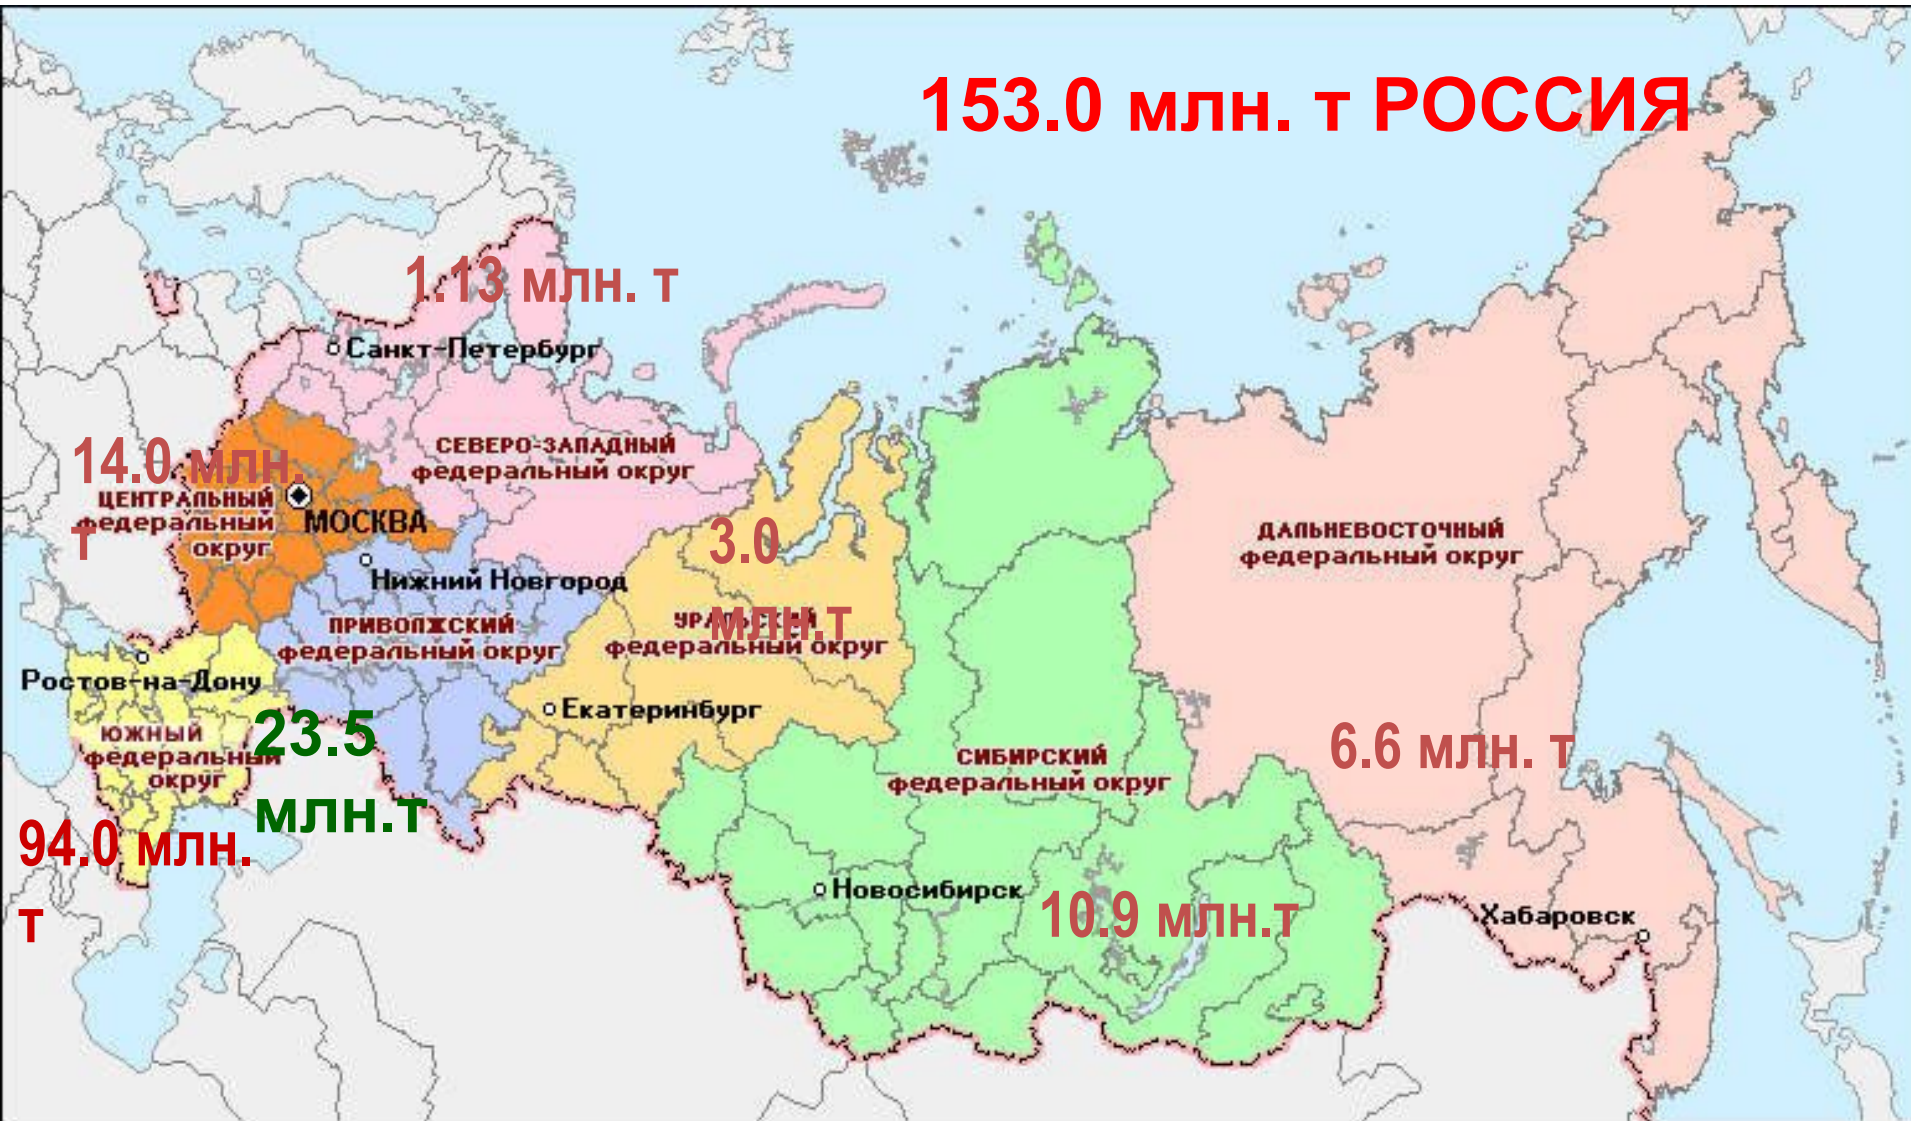 153.0 млн. т РОССИЯ
1.13 млн. т
Санкт-Петербург
СЕВЕРО-ЗАПАДНЫЙ
федеральный округ
14.0 млн.
т
ЦЕНТРАЛЬНЫЙ
федеральный
округ
МОСКВА
3.0
млн.т
ДАЛЬНЕВОСТОЧНЫЙ
федеральный округ
Нижний Новгород
ПРИВОЛЖСКИЙ
федеральный округ
УРАЛЬСКИЙ
федеральный округ
Ростов-на-Дону
Екатеринбург
23.5
млн.т
ЮЖНЫЙ
федеральный
округ
СИБИРСКИЙ
федеральный округ
6.6 млн. т
94.0 млн.
т
Новосибирск
10.9 млн.т
Хабаровск